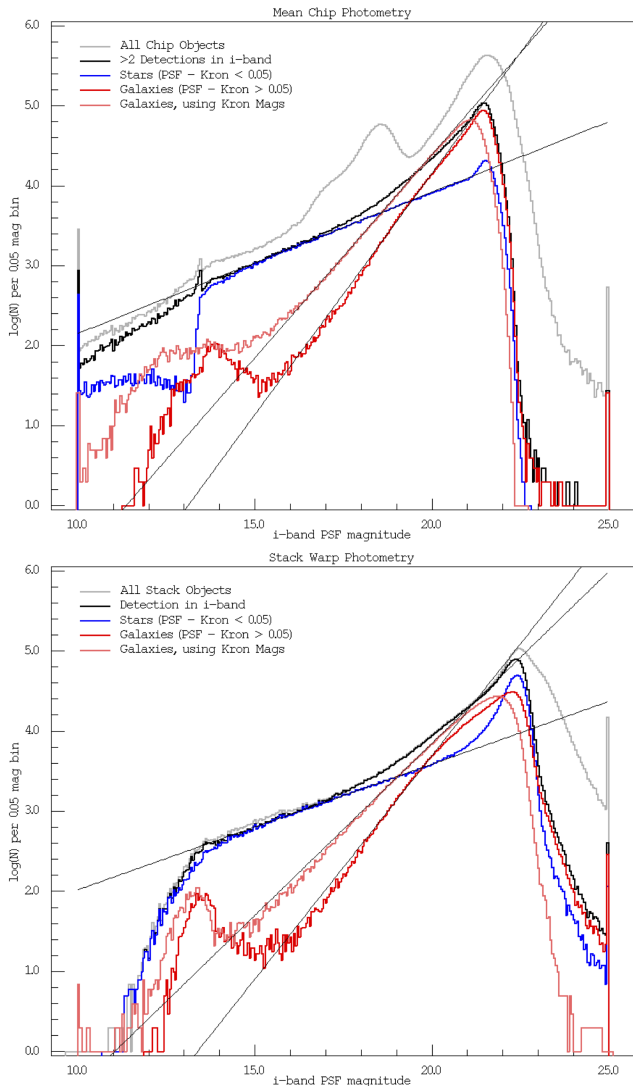 Mean Chip Photometry
6.0
All Chip Objects
>2 Detections in i-band
Stars (PSF - Kron < 0.05)
Galaxies (PSF - Kron > 0.05)
Galaxies, using Kron Mags
5.0
4.0
log(N) per 0.05 mag bin
3.0
2.0
1.0
0.0
10.0 15.0 20.0 25.0
i-band PSF magnitude
Stack Warp Photometry
6.0
All Stack Objects
Detection in i-band
Stars (PSF - Kron < 0.05)
Galaxies (PSF - Kron > 0.05)
Galaxies, using Kron Mags
5.0
4.0
log(N) per 0.05 mag bin
3.0
2.0
1.0
0.0
10.0 15.0 20.0 25.0
i-band PSF magnitude